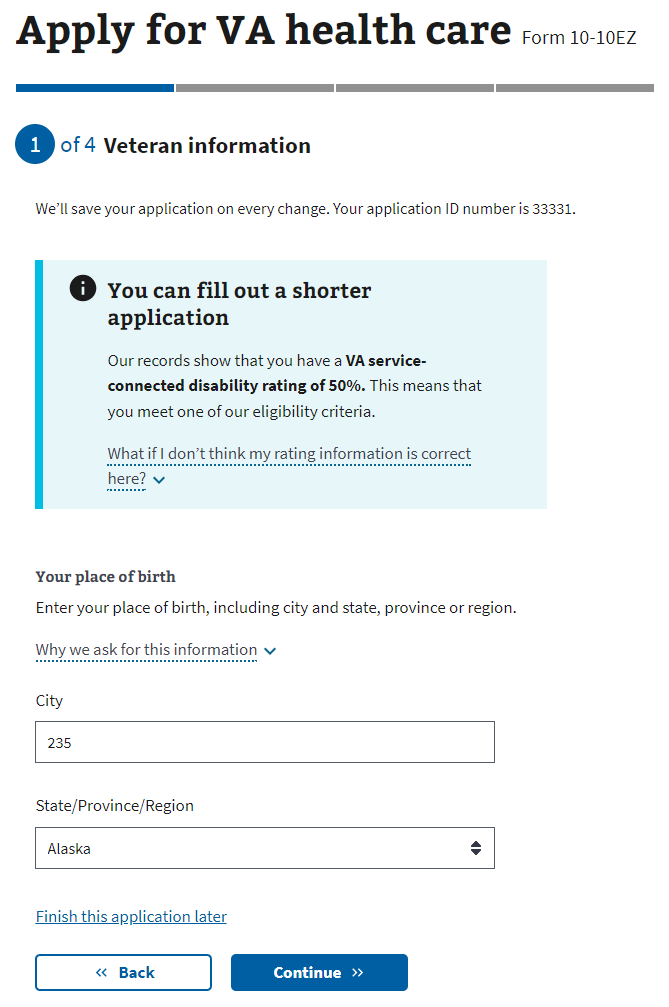 Apply for VA health care Form 10-10EZ
1 of 4 Veteran information
We’ll save your application on every change. Your application ID number is 33331.
You can fill out a shorter
application
Our records show that you have a VA service-
connected disability rating of 50%. This means that
you meet one of our eligibility criteria.
What if I don’t think my rating information is correct
here?
Your place of birth
Enter your place of birth, including city and state, province or region.
Why we ask for this information
City
235
State/Province/Region
Alaska
Finish this application later
« Back
Continue »